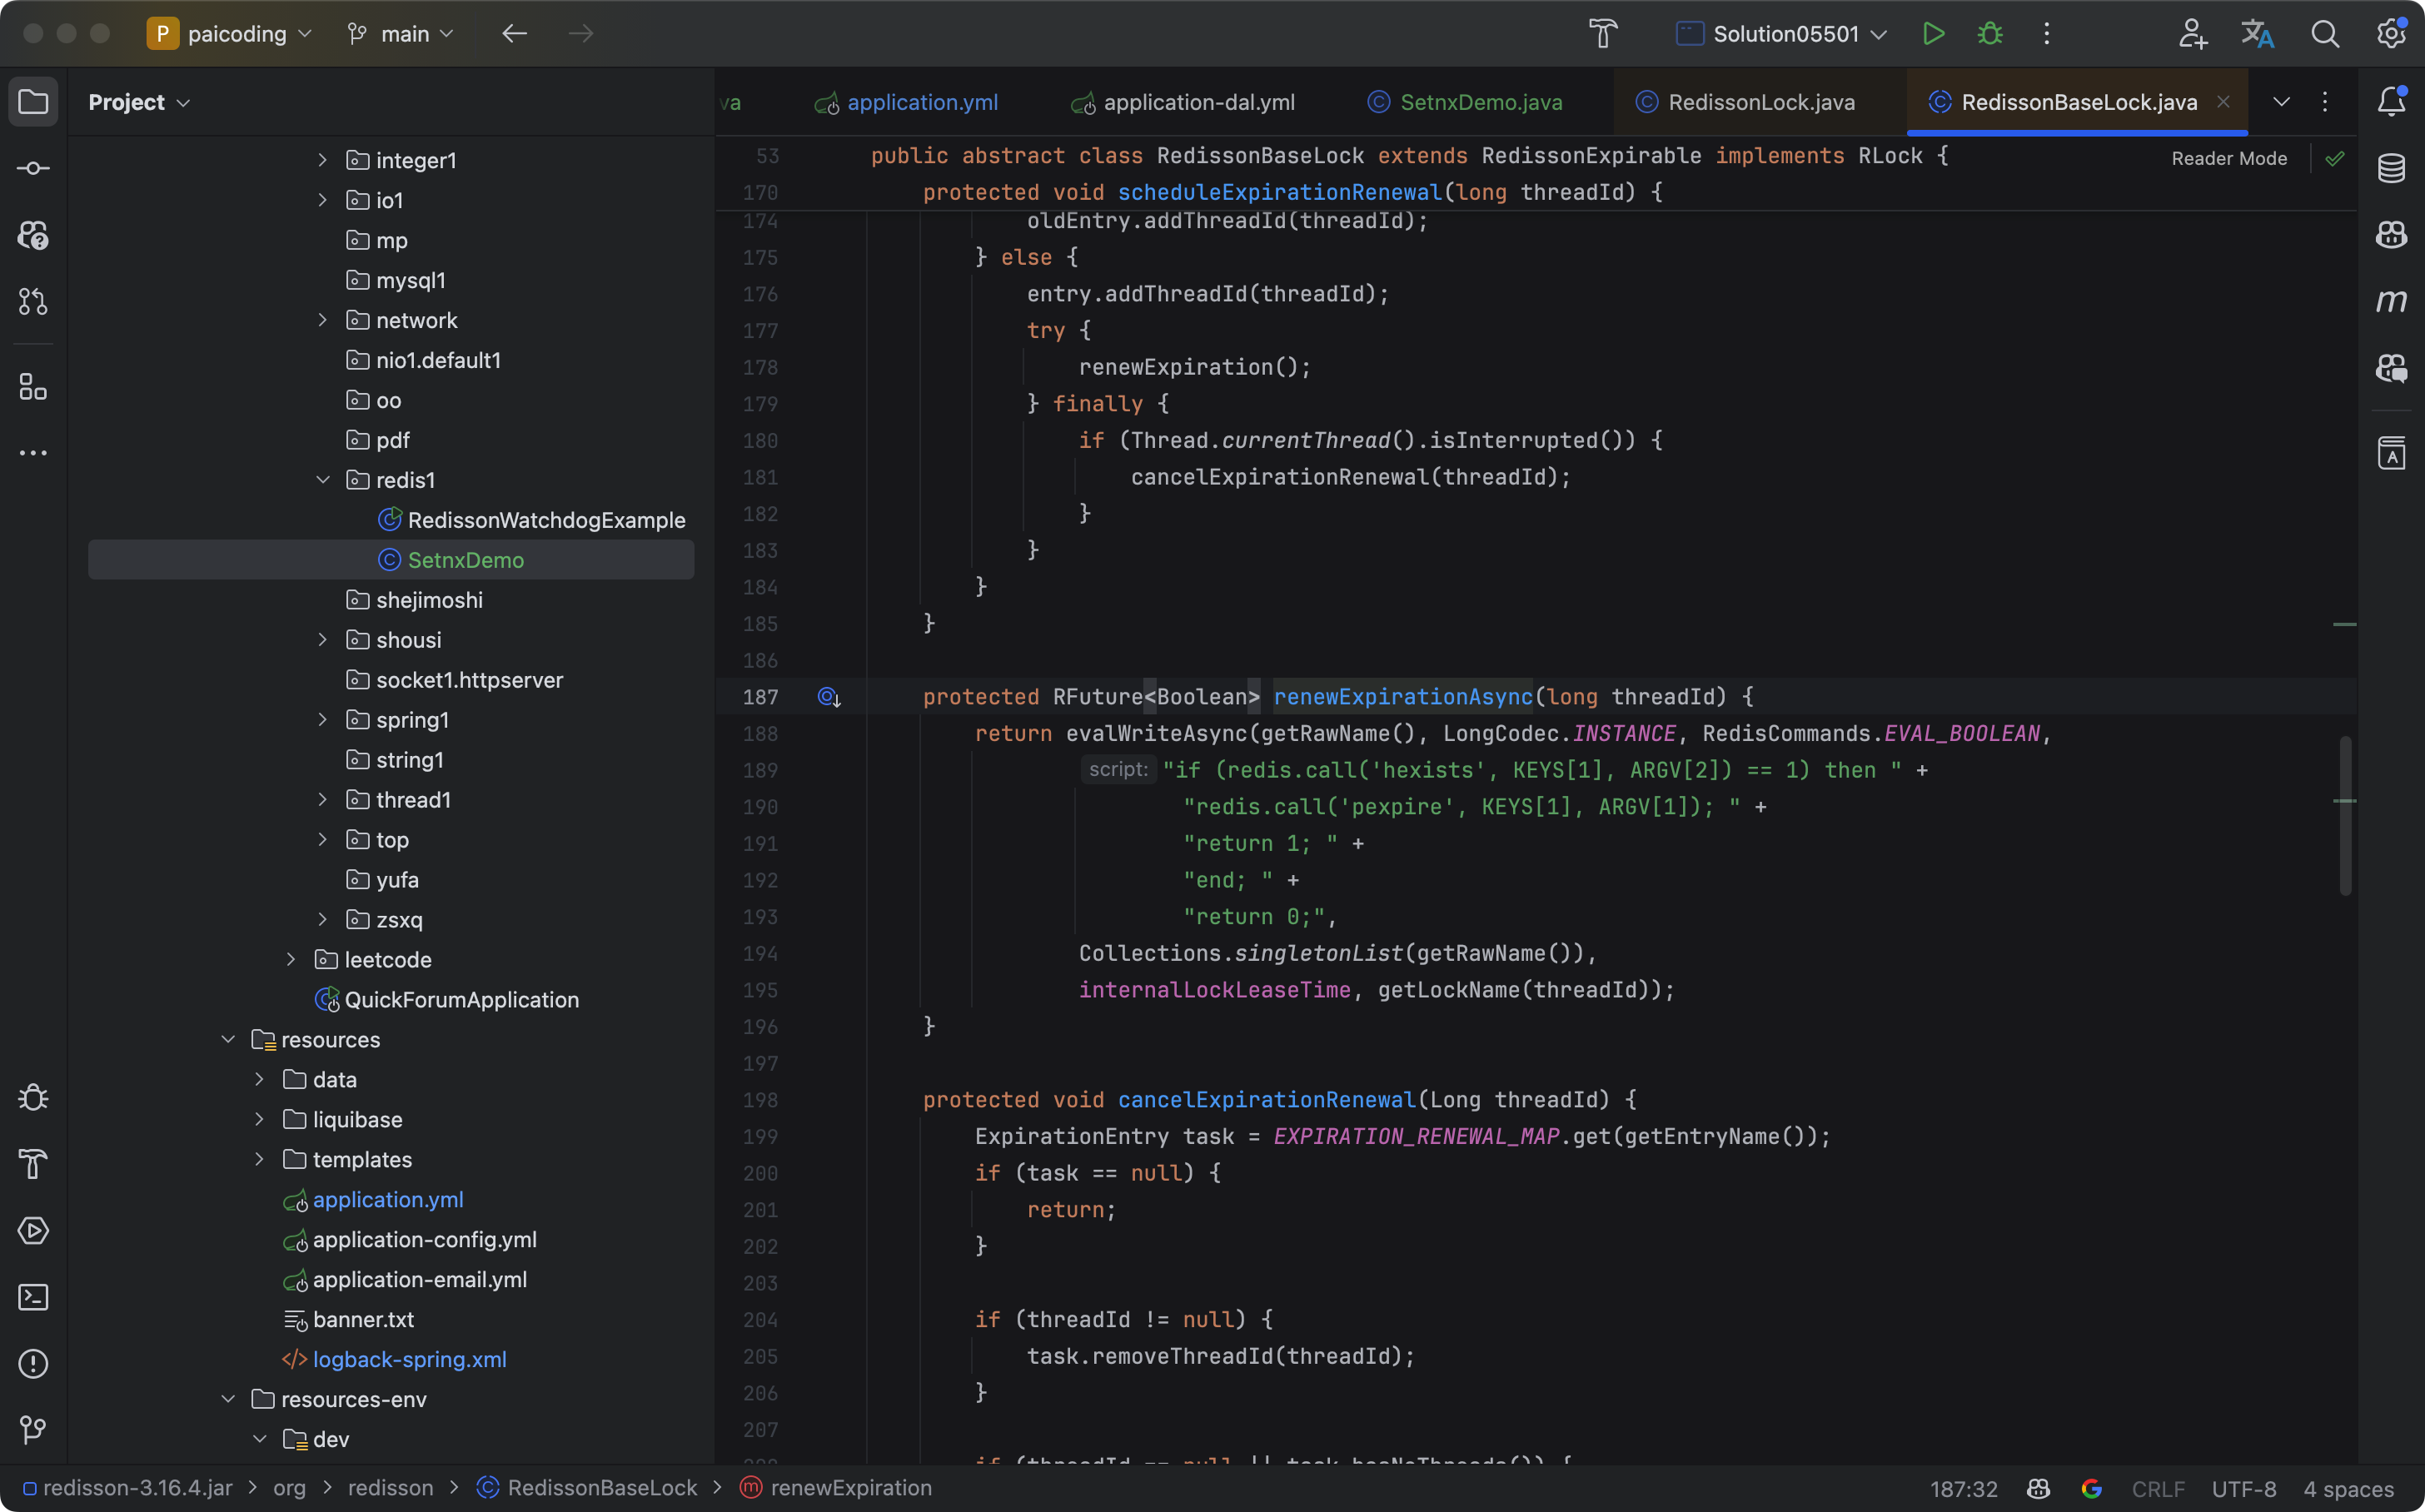 P paicoding main Solution05501
Project
va application.yml application-dal.yml SetnxDemo.java RedissonLock.java RedissonBaseLock.java
integer1
io1
mp
mysql1
network
nio1.default1
oo
pdf
redis1
RedissonWatchdogExample
SetnxDemo
shejimoshi
shousi
socket1.httpserver
spring1
string1
thread1
top
yufa
zsxq
leetcode
QuickForumApplication
resources
data
liquibase
templates
application.yml
application-config.yml
application-email.yml
banner.txt
logback-spring.xml
resources-env
dev
Reader Mode
53 public abstract class RedissonBaseLock extends RedissonExpirable implements RLock {
170 protected void scheduleExpirationRenewal(long threadId) {
174 oldEntry.addThreadId(threadId);
175 } else {
176 entry.addThreadId(threadId);
177 try {
178 renewExpiration();
179 } finally {
180 if (Thread.currentThread().isInterrupted()) {
181 cancelExpirationRenewal(threadId);
182 }
183 }
184 }
185 }
186
187 protected RFuture<Boolean> renewExpirationAsync(long threadId) {
188 return evalWriteAsync(getRawName(), LongCodec.INSTANCE, RedisCommands.EVAL_BOOLEAN,
189 script: "if (redis.call('hexists', KEYS[1], ARGV[2]) == 1) then " +
190 "redis.call('pexpire', KEYS[1], ARGV[1]); " +
191 "return 1; " +
192 "end; " +
193 "return 0;",
194 Collections.singletonList(getRawName()),
195 internalLockLeaseTime, getLockName(threadId));
196 }
197
198 protected void cancelExpirationRenewal(Long threadId) {
199 ExpirationEntry task = EXPIRATION_RENEWAL_MAP.get(getEntryName());
200 if (task == null) {
201 return;
202 }
203
204 if (threadId != null) {
205 task.removeThreadId(threadId);
206 }
207
208 if (threadId == null || task.hasNoThreads()) {
redisson-3.16.4.jar > org > redisson > RedissonBaseLock > renewExpiration
187:32 CRLF UTF-8 4 spaces